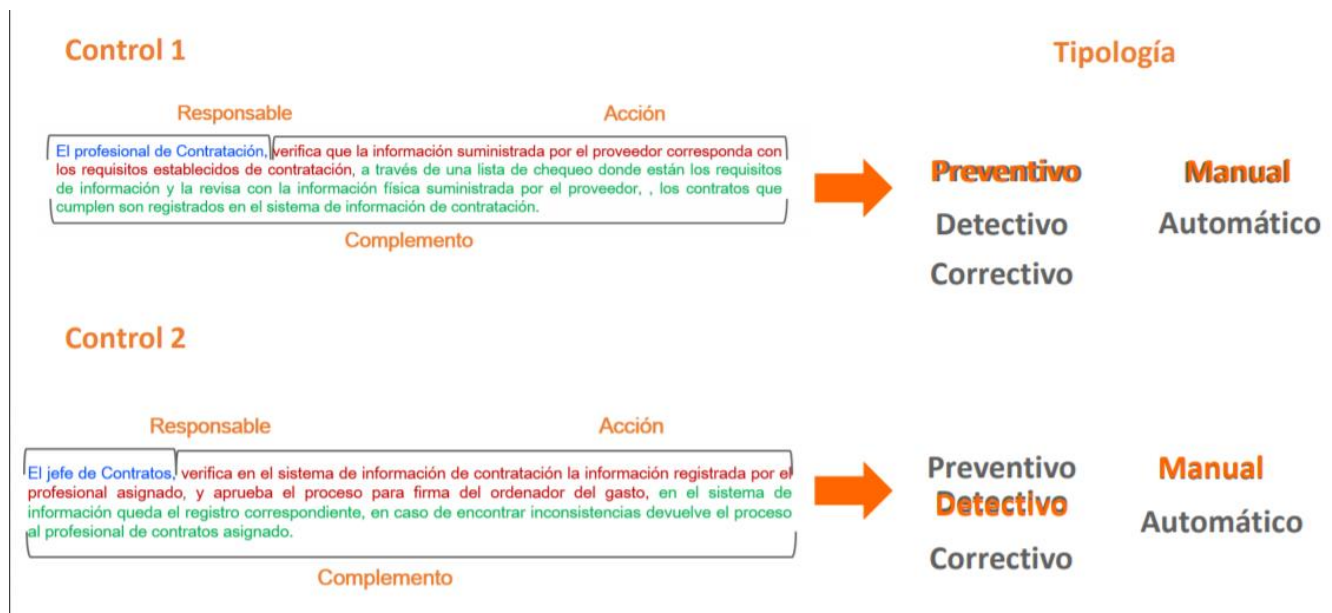 Control 1
Tipología
Responsable
Acción
El profesional de Contratación, verifica que la información suministrada por el proveedor corresponda con
los requisitos establecidos de contratación, a través de una lista de chequeo donde están los requisitos
de información y la revisa con la información física suministrada por el proveedor, , los contratos que
cumplen son registrados en el sistema de información de contratación.
Complemento
Preventivo
Manual
Detectivo
Automático
Correctivo
Control 2
Responsable
Acción
El jefe de Contratos, verifica en el sistema de información de contratación la información registrada por el
profesional asignado, y aprueba el proceso para firma del ordenador del gasto, en el sistema de
información queda el registro correspondiente, en caso de encontrar inconsistencias devuelve el proceso
al profesional de contratos asignado.
Complemento
Preventivo
Manual
Detectivo
Automático
Correctivo